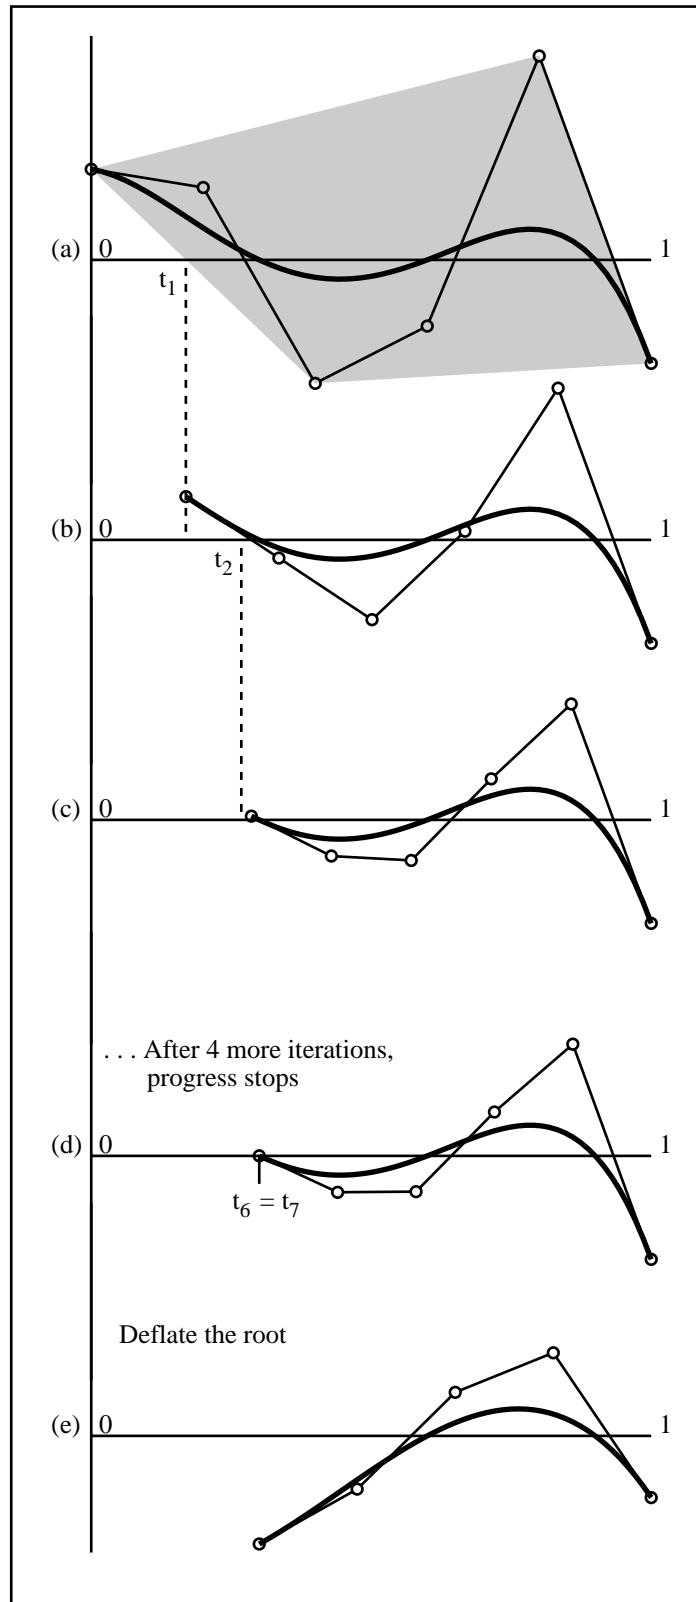 (a) 0 1
t1
(b) 0 1
t2
(c) 0 1
. . . After 4 more iterations,
progress stops
(d) 0 1
t6 = t7
Deflate the root
(e) 0 1